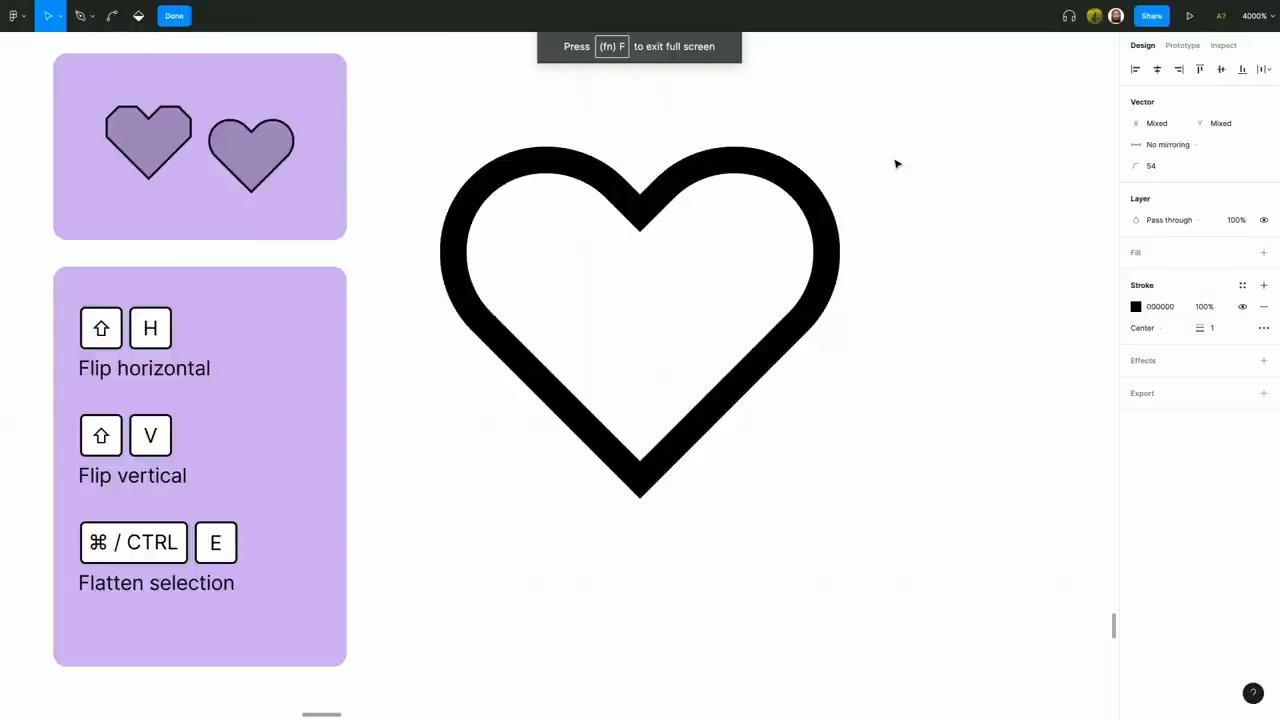 Done
Share
A?
4000%
Press (fn) F to exit full screen
Design Prototype Inspect
Vector
X Mixed Y Mixed
No mirroring
54
Layer
Pass through 100%
Fill
Stroke
000000 100%
Center 1
Effects
Export
⇧ H
Flip horizontal
⇧ V
Flip vertical
⌘ / CTRL E
Flatten selection
?